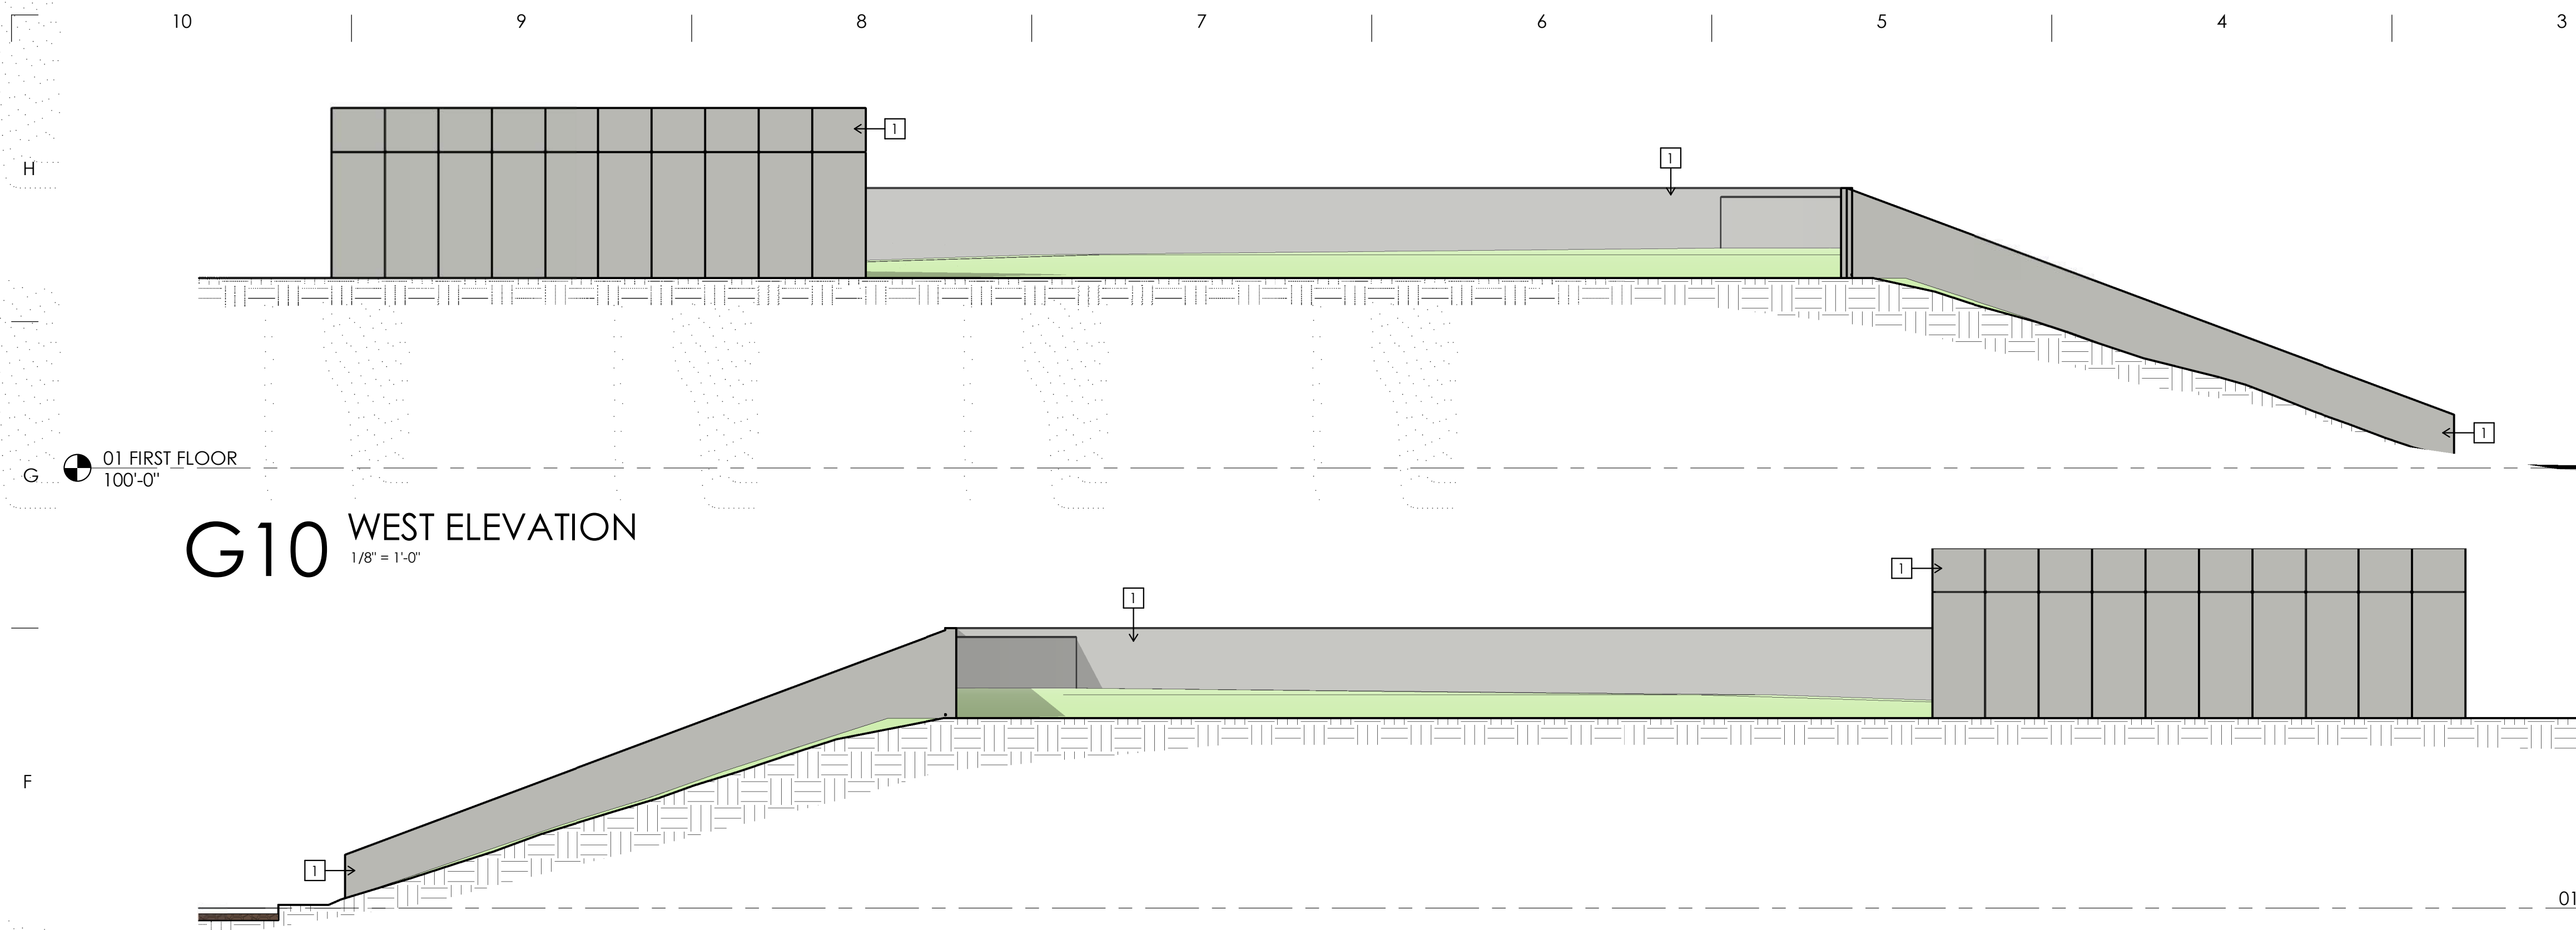 10 9 8 7 6 5 4 3
1
1
H
1
01 FIRST FLOOR
G
100'-0"
G10 WEST ELEVATION
1/8" = 1'-0"
1
1
F
1
01